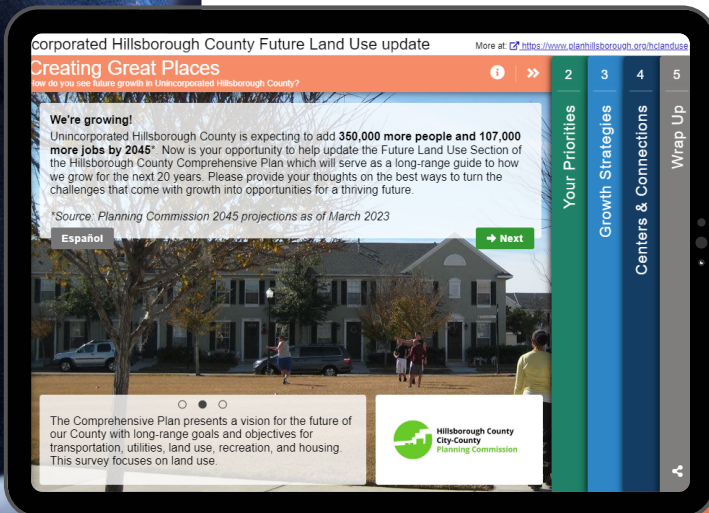 corporated Hillsborough County Future Land Use update
More at: https://www.planhillsborough.org/hclanduse
Creating Great Places
How do you see future growth in Unincorporated Hillsborough County?
We're growing!
Unincorporated Hillsborough County is expecting to add 350,000 more people and 107,000
more jobs by 2045*. Now is your opportunity to help update the Future Land Use Section of
the Hillsborough County Comprehensive Plan which will serve as a long-range guide to how
we grow for the next 20 years. Please provide your thoughts on the best ways to turn the
challenges that come with growth into opportunities for a thriving future.
*Source: Planning Commission 2045 projections as of March 2023
Español
Next
The Comprehensive Plan presents a vision for the future of
our County with long-range goals and objectives for
transportation, utilities, land use, recreation, and housing.
This survey focuses on land use.
Hillsborough County
City-County
Planning Commission
2
Your Priorities
3
Growth Strategies
4
Centers & Connections
5
Wrap Up